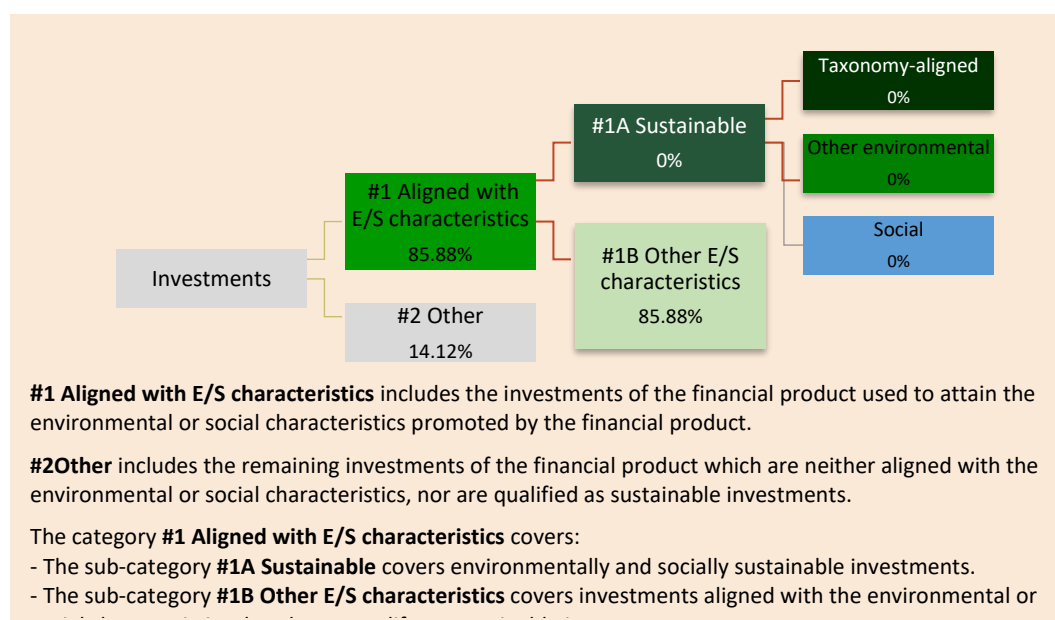 Taxonomy-aligned
0%
#1A Sustainable
0%
Other environmental
0%
#1 Aligned with
E/S characteristics
85.88%
Social
0%
#1B Other E/S
characteristics
85.88%
Investments
#2 Other
14.12%
#1 Aligned with E/S characteristics includes the investments of the financial product used to attain the
environmental or social characteristics promoted by the financial product.
#2Other includes the remaining investments of the financial product which are neither aligned with the
environmental or social characteristics, nor are qualified as sustainable investments.
The category #1 Aligned with E/S characteristics covers:
- The sub-category #1A Sustainable covers environmentally and socially sustainable investments.
- The sub-category #1B Other E/S characteristics covers investments aligned with the environmental or